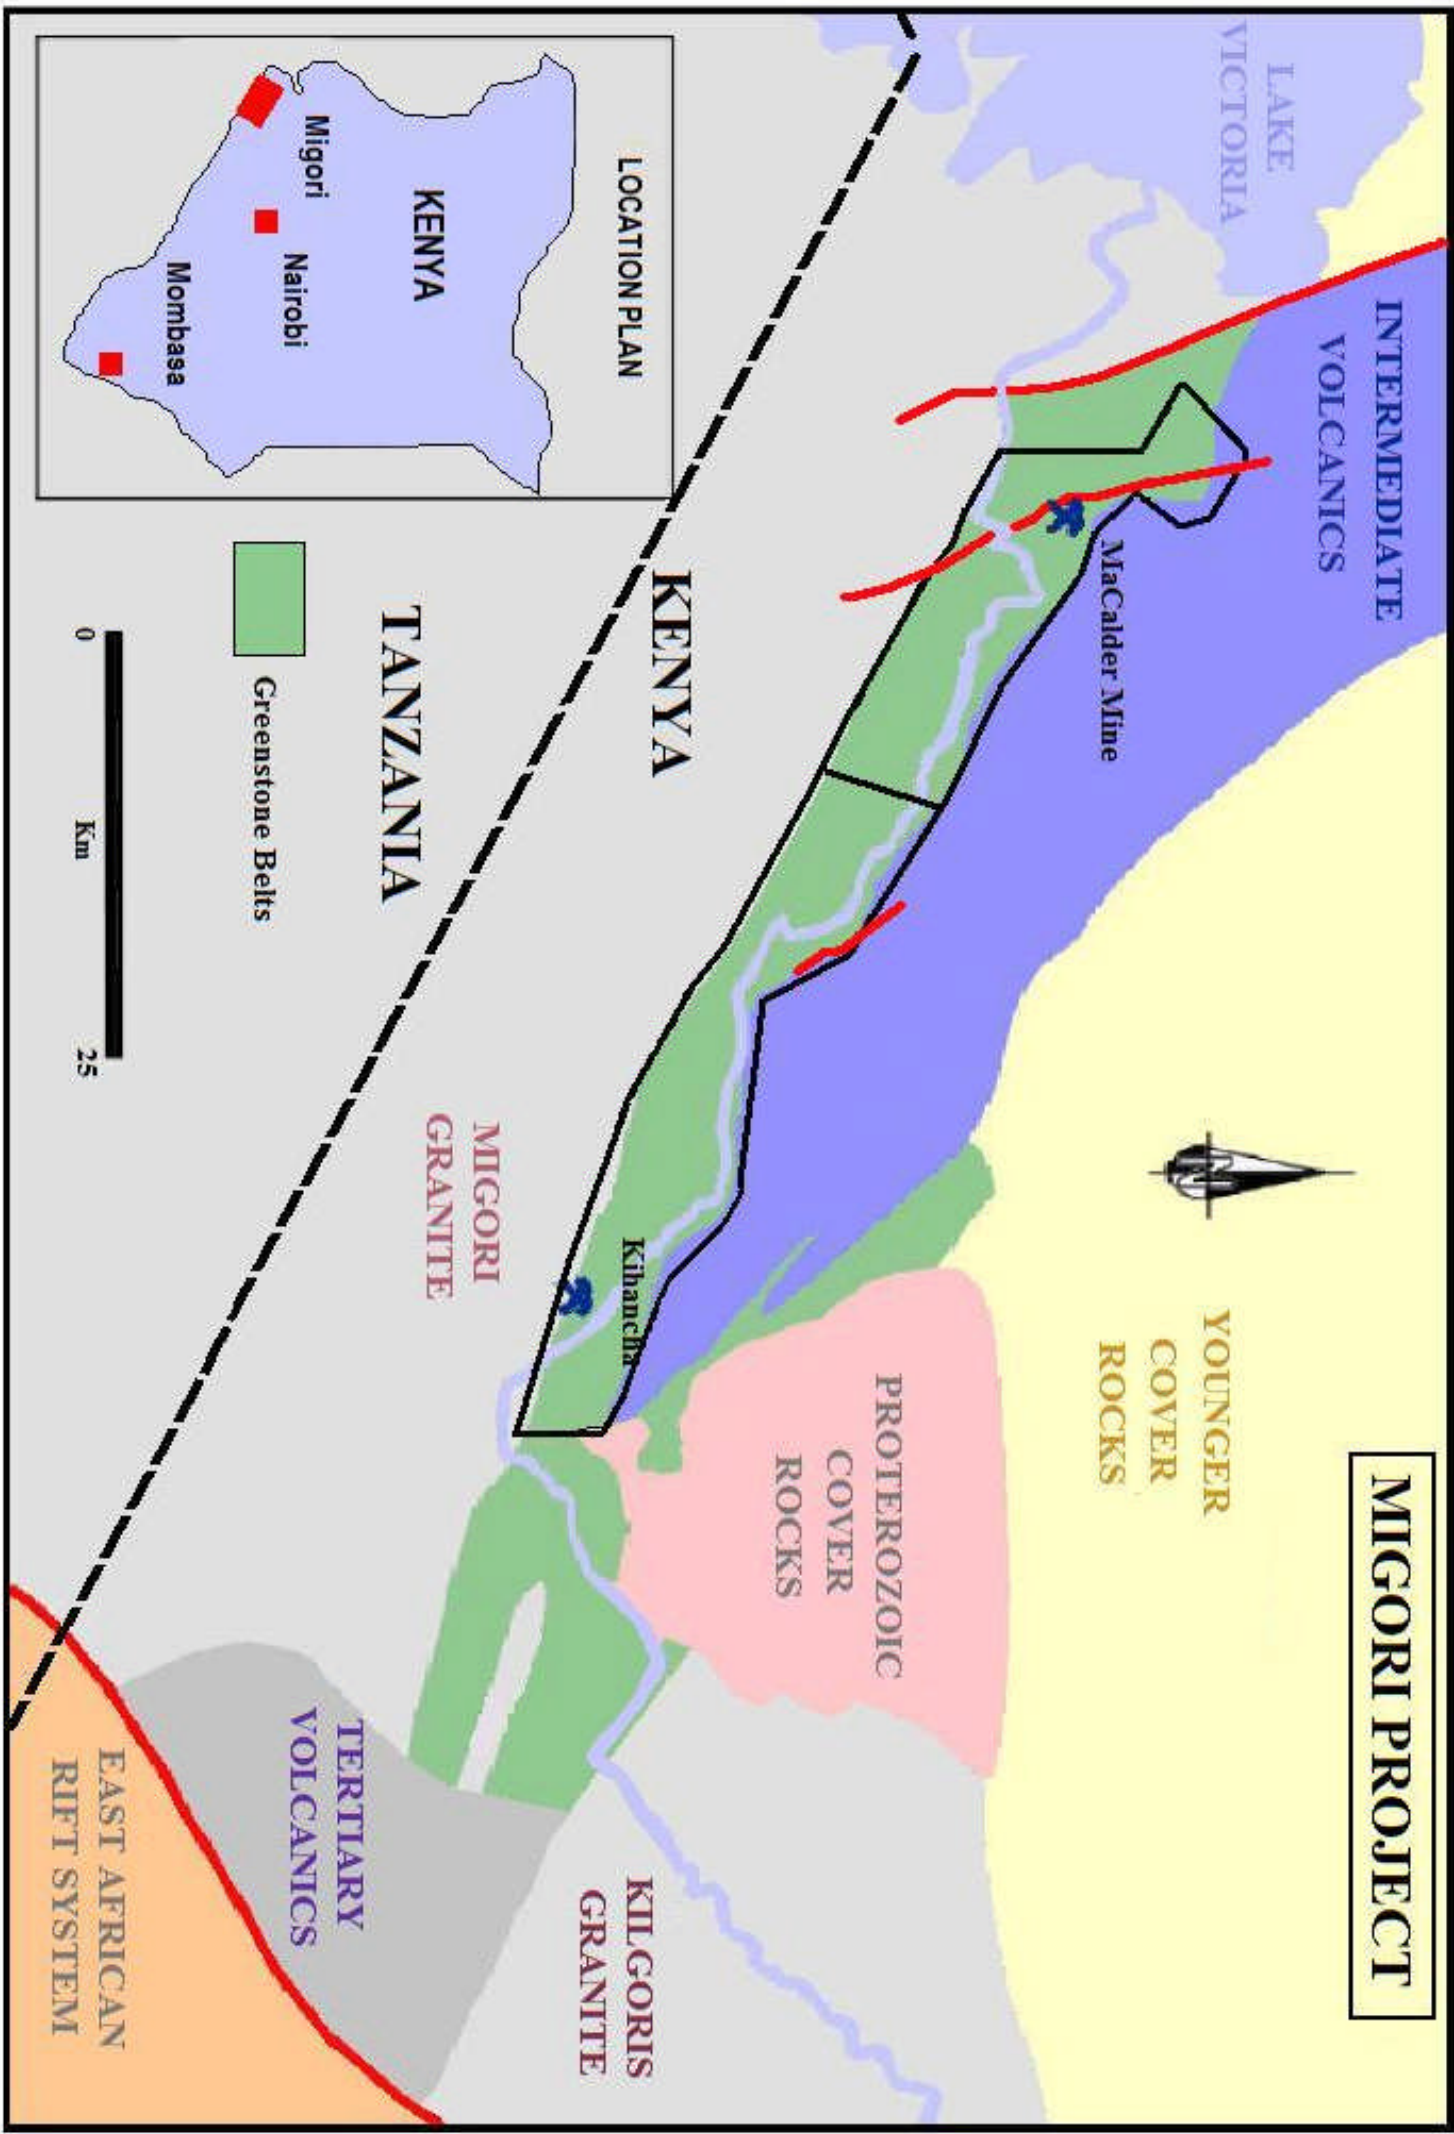 MIGORI PROJECT
LAKE
VICTORIA
INTERMEDIATE
VOLCANICS
YOUNGER
COVER
ROCKS
MaCalder Mine
PROTEROZOIC
COVER
ROCKS
KENYA
Kihancha
KILGORIS
GRANITE
MIGORI
GRANITE
TANZANIA
TERTIARY
VOLCANICS
EAST AFRICAN
RIFT SYSTEM
LOCATION PLAN
KENYA
Migori
Nairobi
Mombasa
Greenstone Belts
0
Km
25